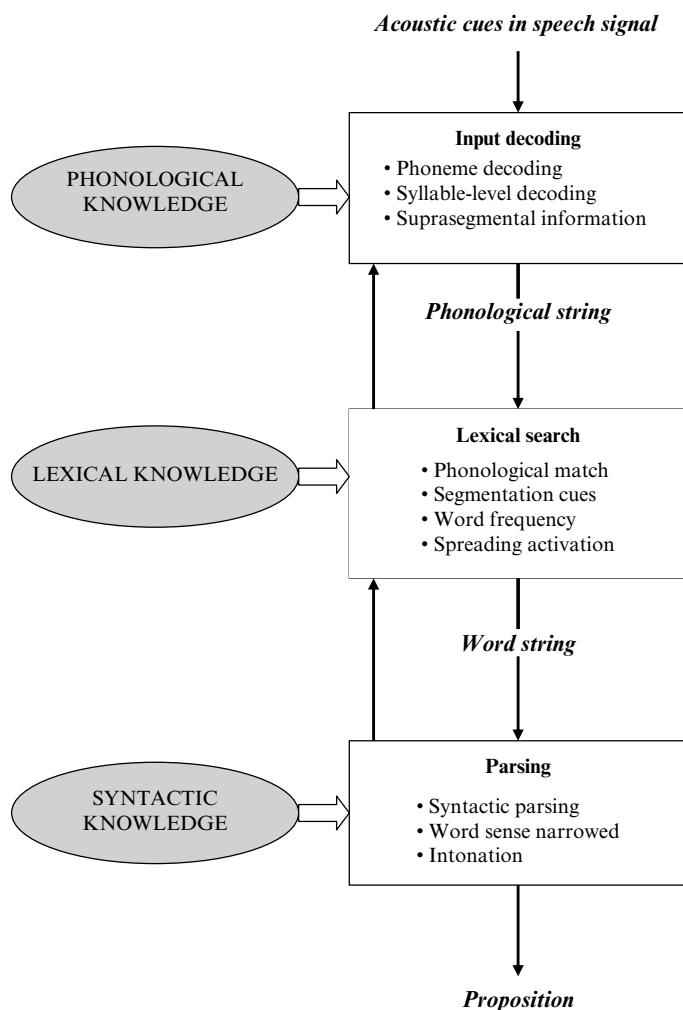 Acoustic cues in speech signal
Input decoding
• Phoneme decoding
• Syllable-level decoding
• Suprasegmental information
PHONOLOGICAL
KNOWLEDGE
Phonological string
Lexical search
• Phonological match
• Segmentation cues
• Word frequency
• Spreading activation
LEXICAL KNOWLEDGE
Word string
Parsing
• Syntactic parsing
• Word sense narrowed
• Intonation
SYNTACTIC
KNOWLEDGE
Proposition